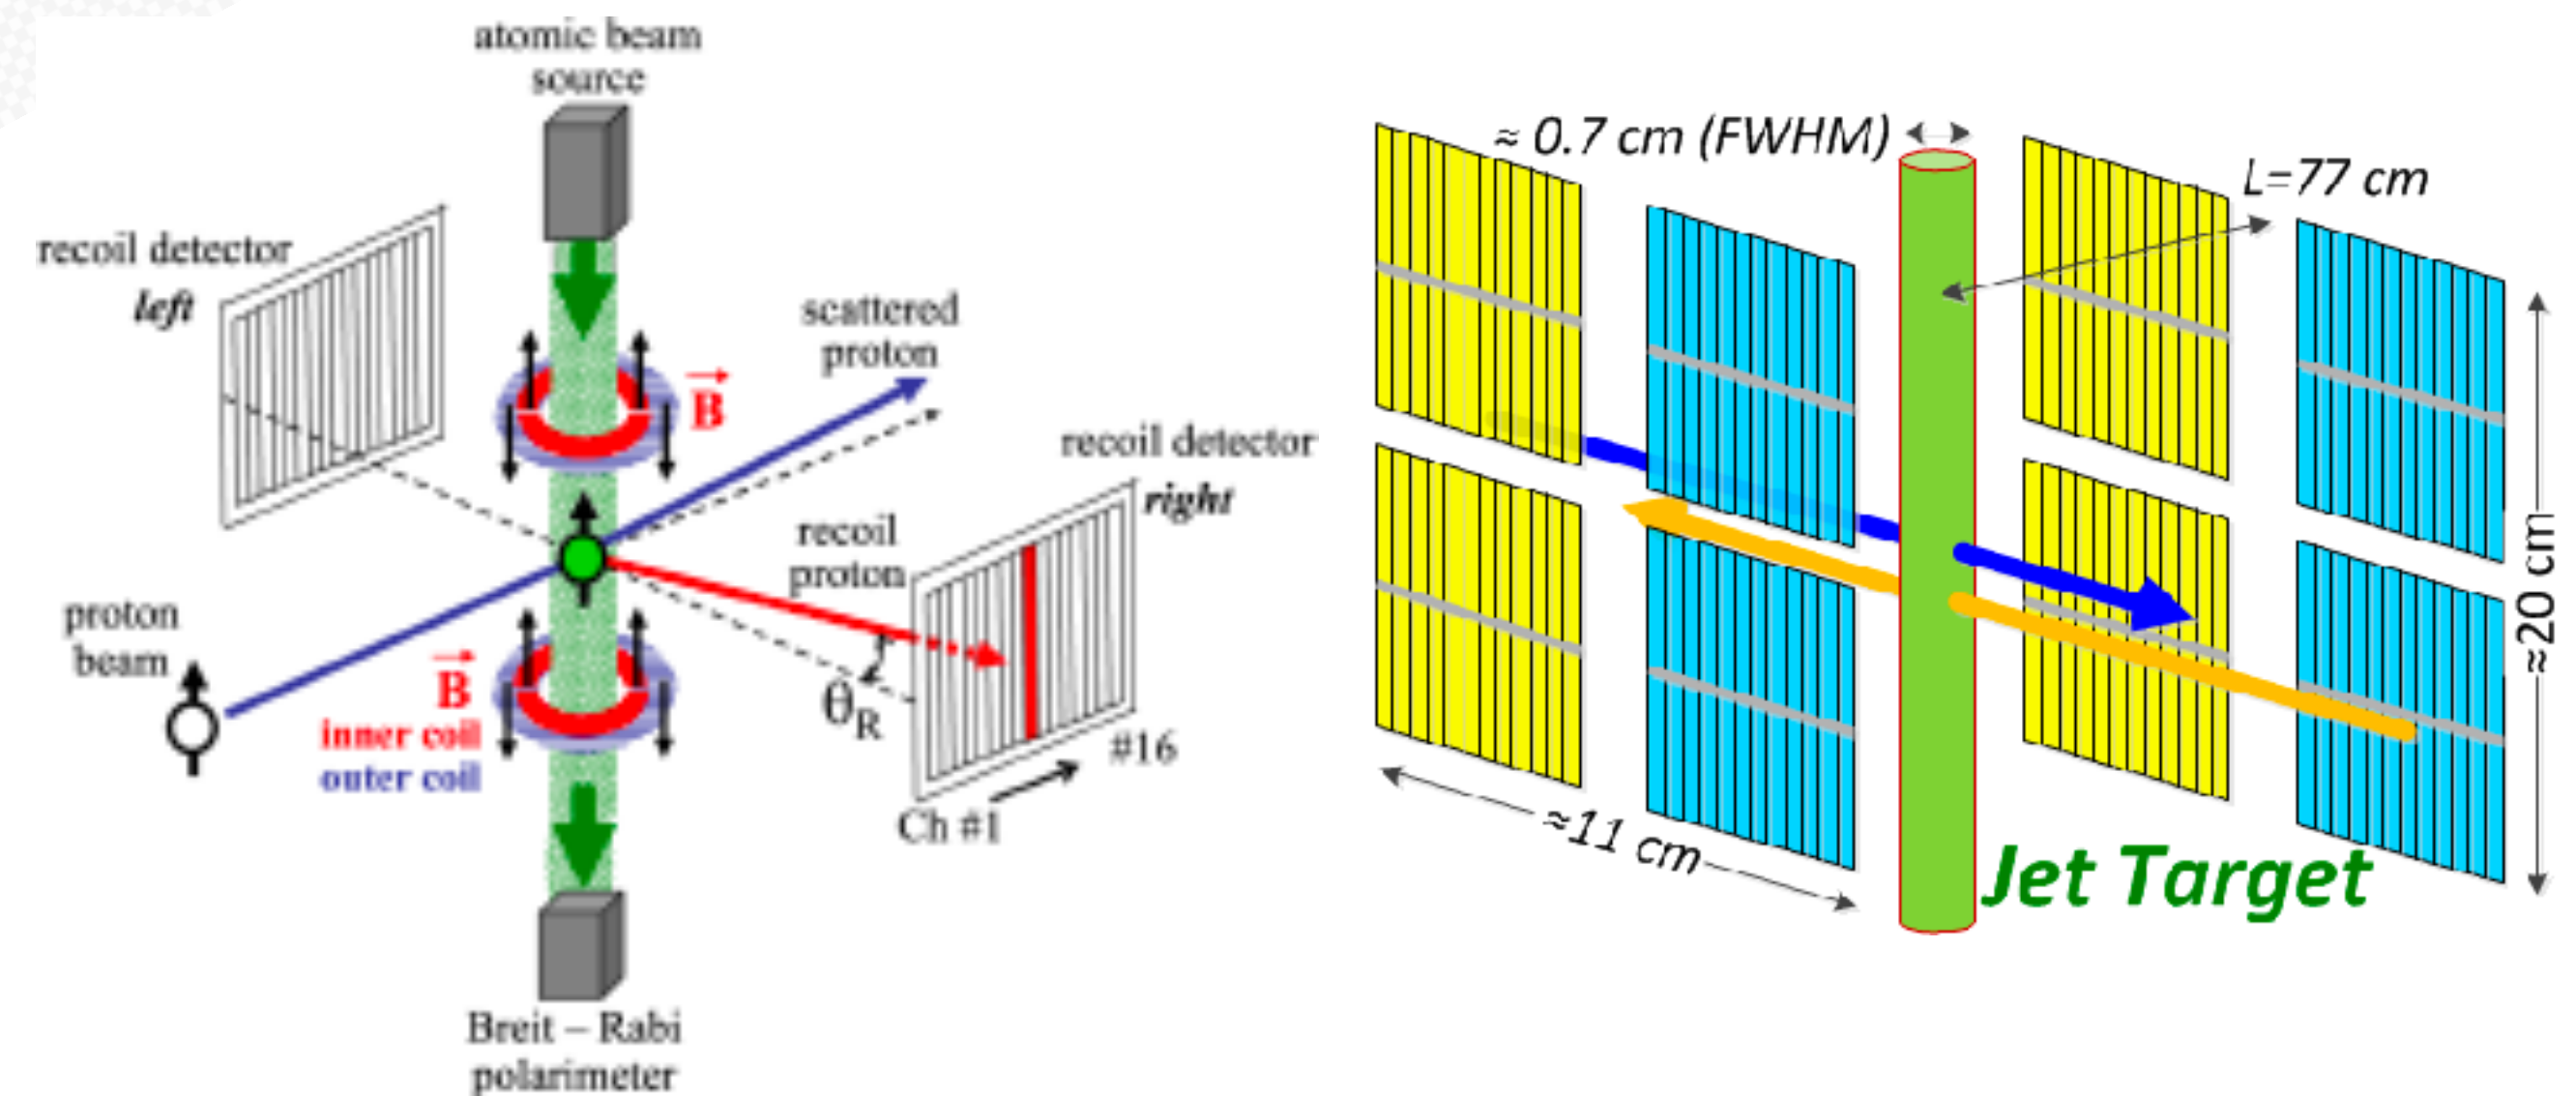 atomic beam
source
recoil detector
left
B
scattered
proton
recoil detector
right
recoil
proton
proton
beam
B
inner coil
outer coil
θR
#16
Ch #1
Breit – Rabi
polarimeter
≈ 0.7 cm (FWHM)
L=77 cm
≈20 cm
≈11 cm
Jet Target